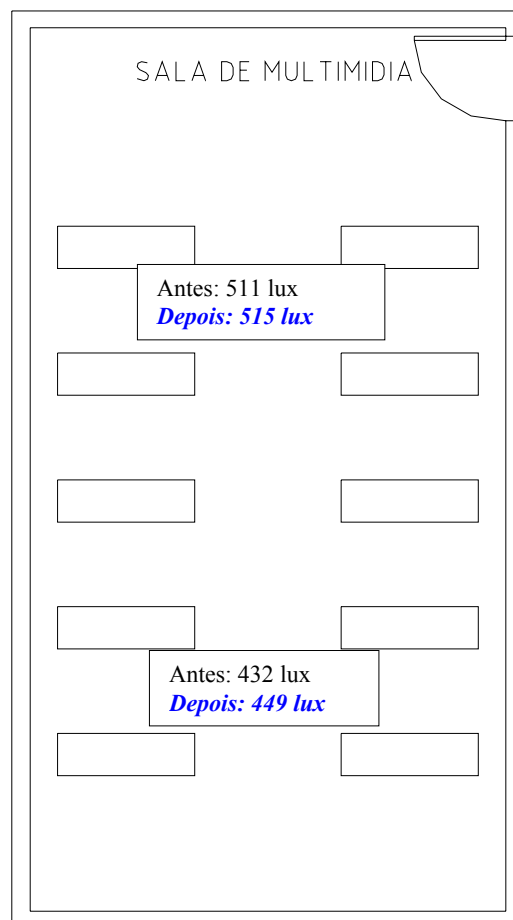 SALA DE MULTIMIDIA
Antes: 511 lux
Depois: 515 lux
Antes: 432 lux
Depois: 449 lux